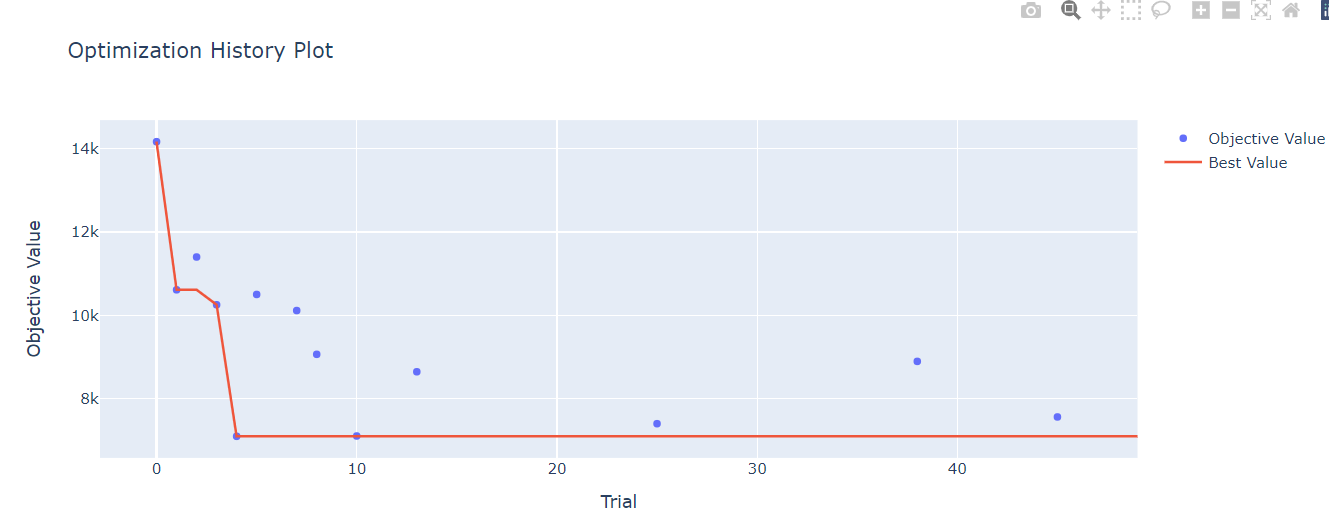 Optimization History Plot
14k
12k
10k
8k
Objective Value
0
10
20
30
40
Trial
Objective Value
Best Value